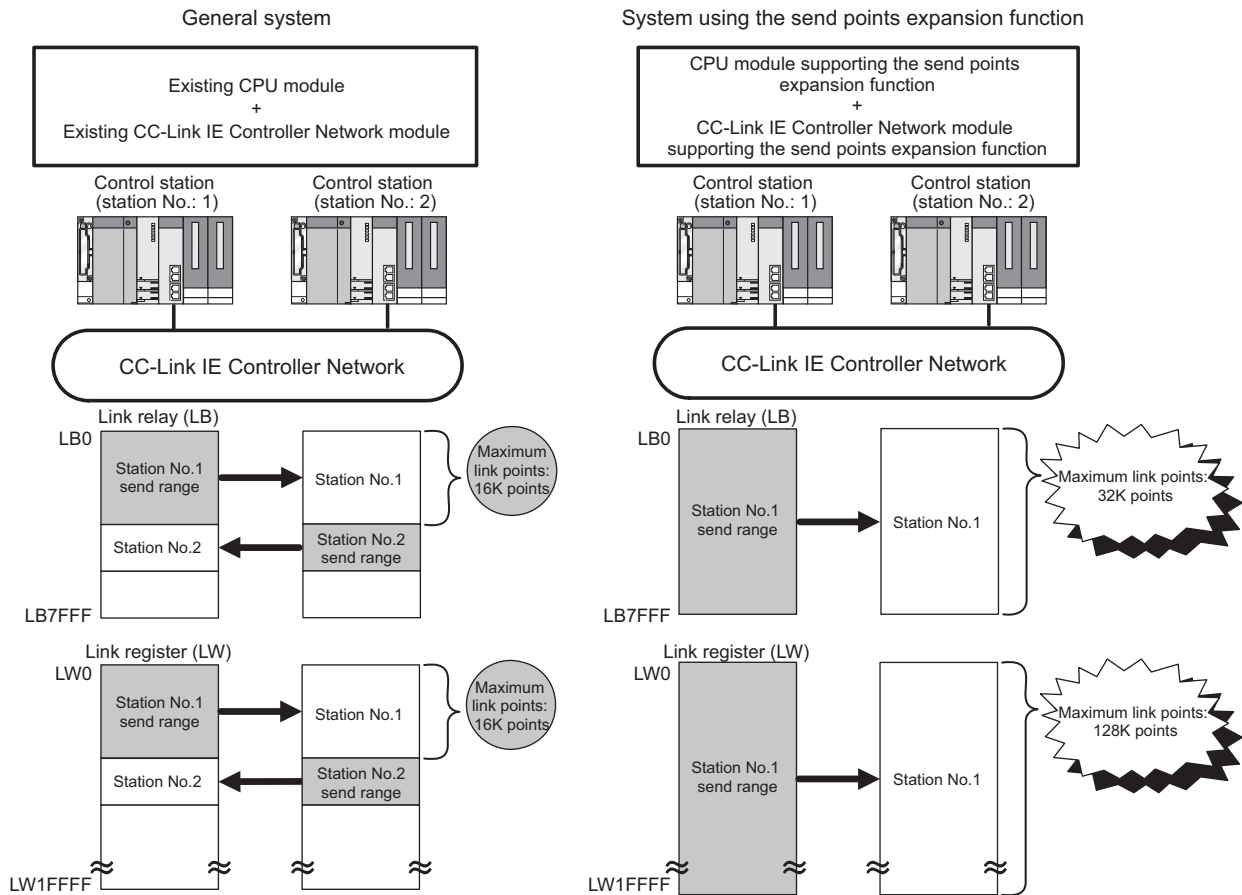 General system
Existing CPU module
+
Existing CC-Link IE Controller Network module
Control station
(station No.: 1)
Control station
(station No.: 2)
CC-Link IE Controller Network
Link relay (LB)
LB0
Station No.1
send range
Station No.1
Maximum
link points:
16K points
Station No.2
Station No.2
send range
LB7FFF
Link register (LW)
LW0
Station No.1
send range
Station No.1
Maximum
link points:
16K points
Station No.2
Station No.2
send range
LW1FFFF
System using the send points expansion function
CPU module supporting the send points
expansion function
+
CC-Link IE Controller Network module
supporting the send points expansion function
Control station
(station No.: 1)
Control station
(station No.: 2)
CC-Link IE Controller Network
Link relay (LB)
LB0
Station No.1
send range
Station No.1
Maximum link points:
32K points
LB7FFF
Link register (LW)
LW0
Station No.1
send range
Station No.1
Maximum link points:
128K points
LW1FFFF